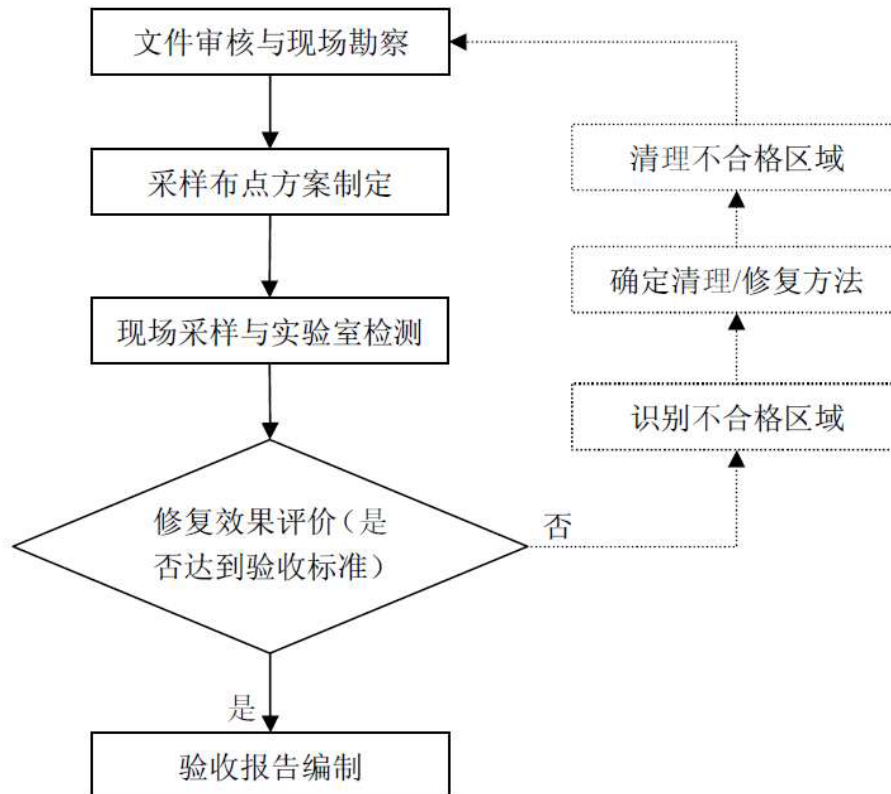 文件审核与现场勘察
采样布点方案制定
现场采样与实验室检测
修复效果评价（是
否达到验收标准）
是
验收报告编制
否
识别不合格区域
确定清理/修复方法
清理不合格区域